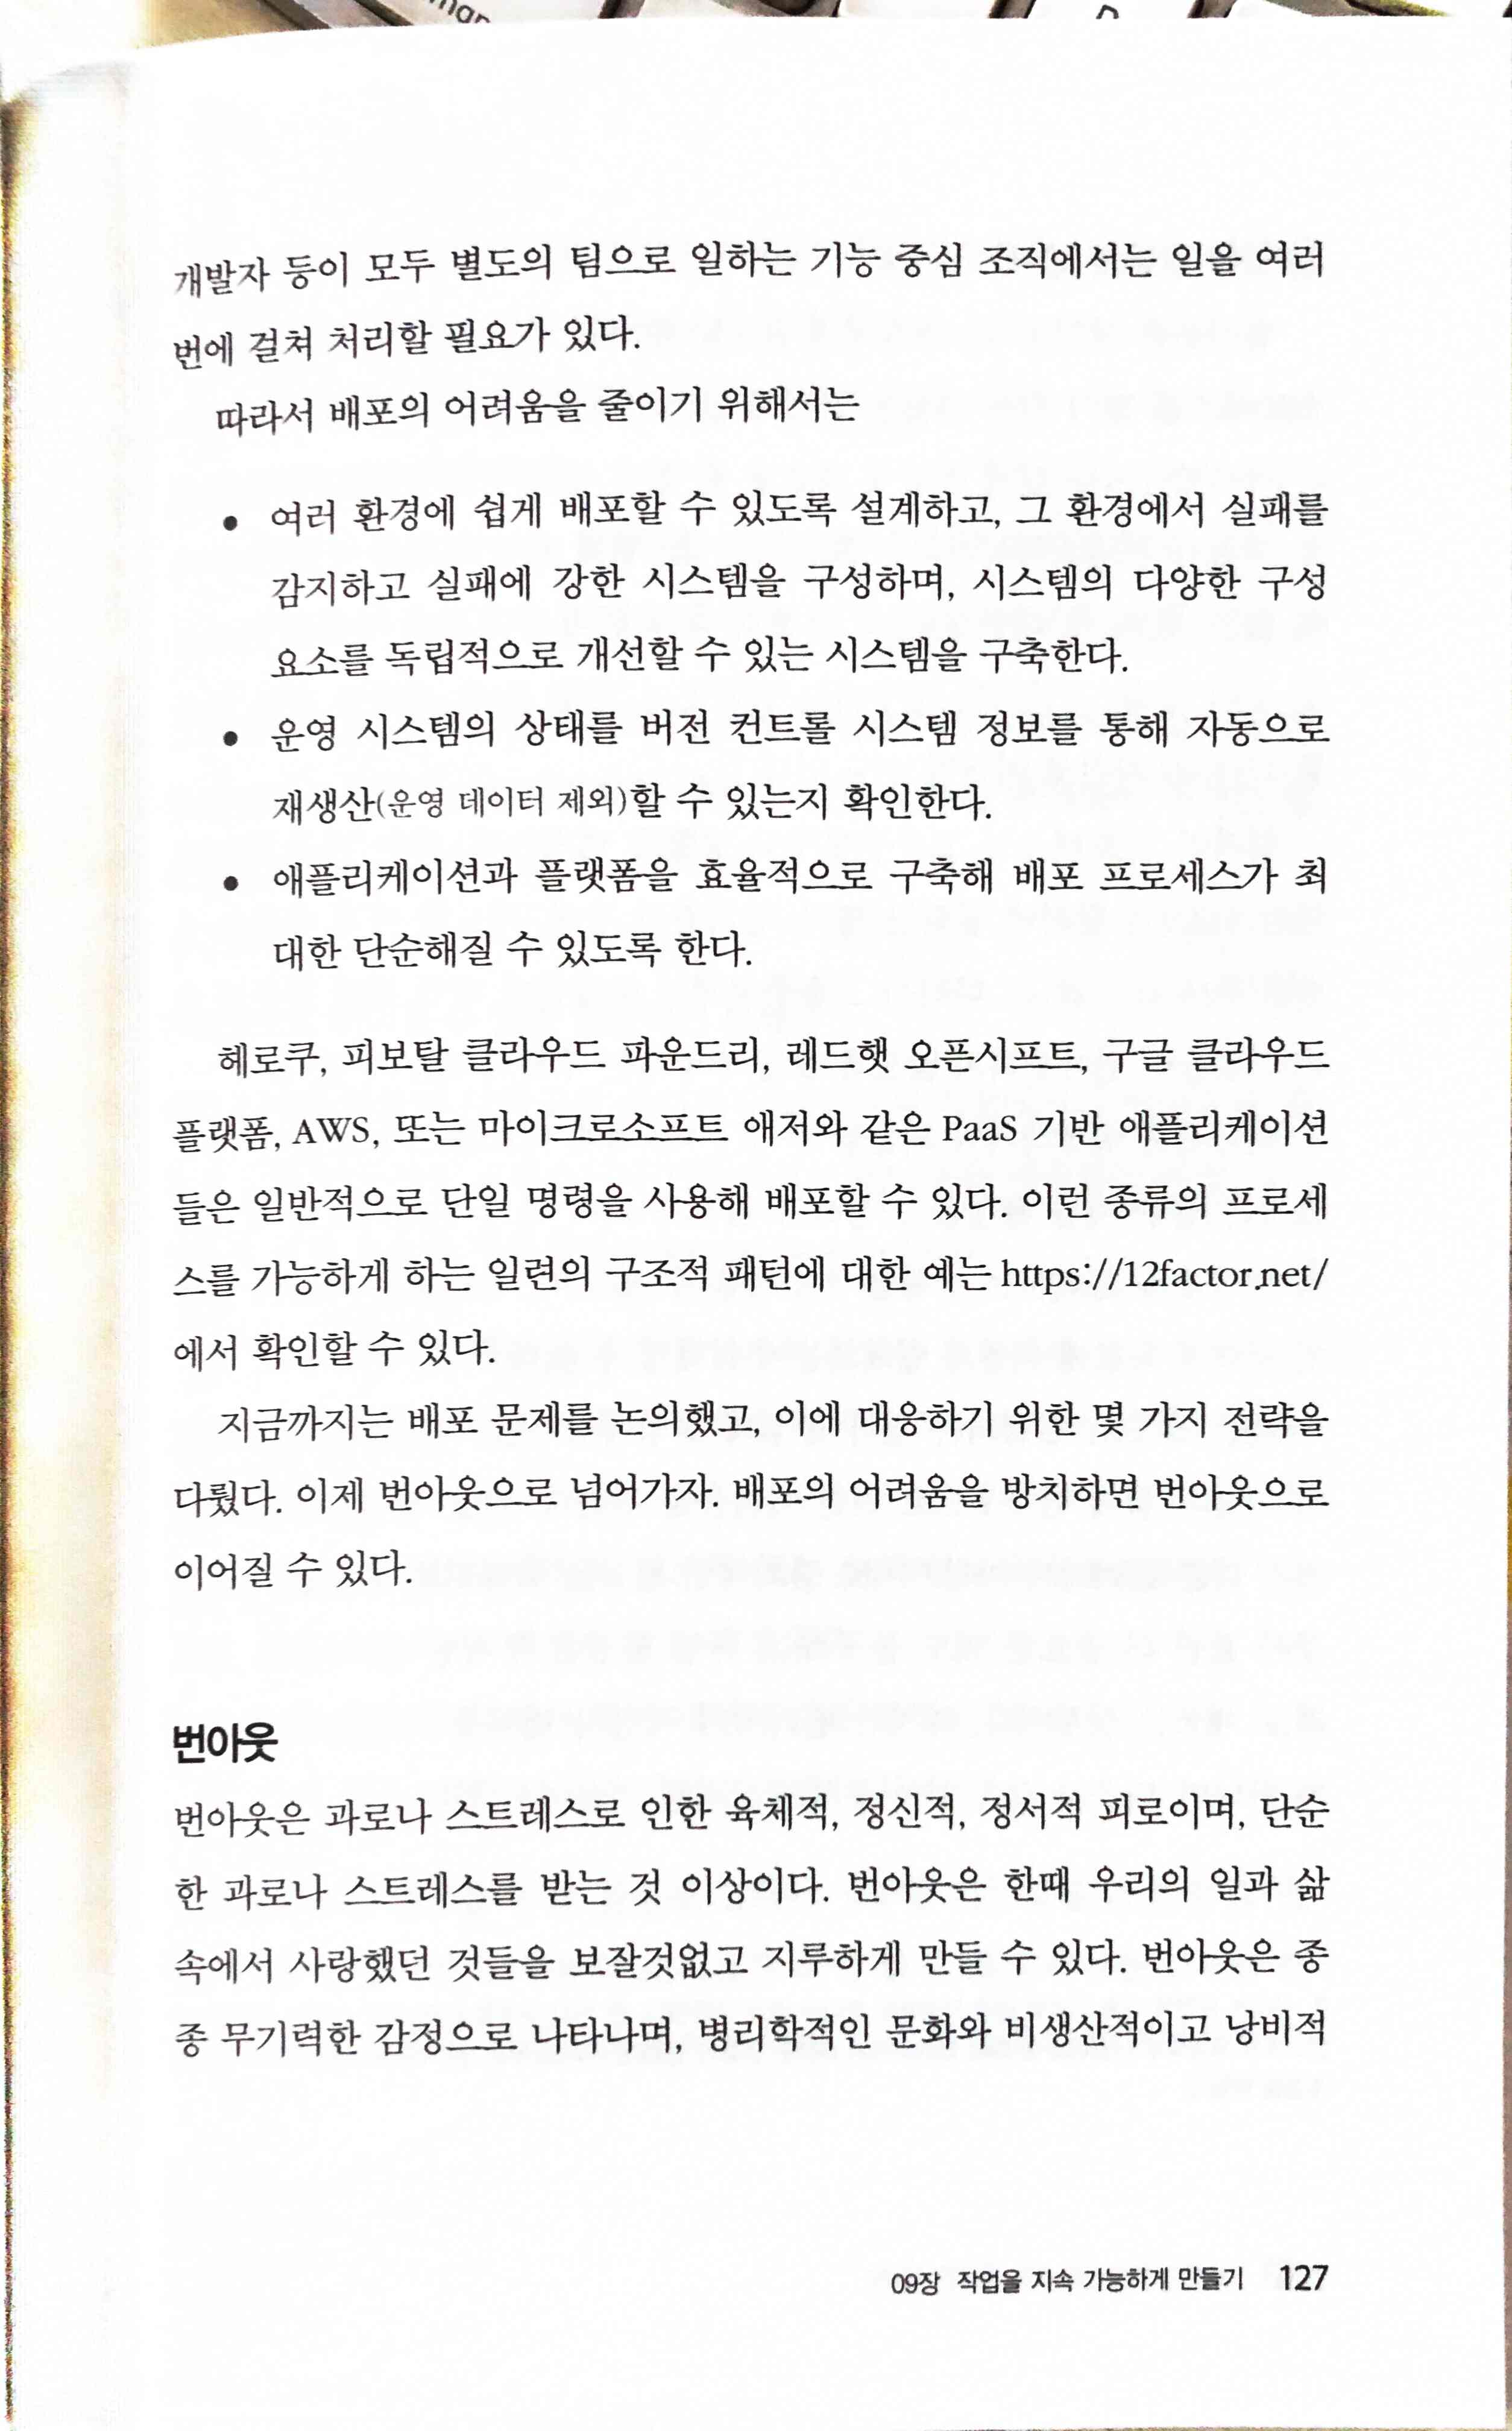 개발자 등이 모두 별도의 팀으로 일하는 기능 중심 조직에서는 일을 여러
번에 걸쳐 처리할 필요가 있다.
따라서 배포의 어려움을 줄이기 위해서는
● 여러 환경에 쉽게 배포할 수 있도록 설계하고, 그 환경에서 실패를
감지하고 실패에 강한 시스템을 구성하며, 시스템의 다양한 구성
요소를 독립적으로 개선할 수 있는 시스템을 구축한다.
● 운영 시스템의 상태를 버전 컨트롤 시스템 정보를 통해 자동으로
재생산(운영 데이터 제외)할 수 있는지 확인한다.
● 애플리케이션과 플랫폼을 효율적으로 구축해 배포 프로세스가 최
대한 단순해질 수 있도록 한다.
헤로쿠, 피보탈 클라우드 파운드리, 레드햇 오픈시프트, 구글 클라우드
플랫폼, AWS, 또는 마이크로소프트 애저와 같은 PaaS 기반 애플리케이션
들은 일반적으로 단일 명령을 사용해 배포할 수 있다. 이런 종류의 프로세
스를 가능하게 하는 일련의 구조적 패턴에 대한 예는 https://12factor.net/
에서 확인할 수 있다.
지금까지는 배포 문제를 논의했고, 이에 대응하기 위한 몇 가지 전략을
다뤘다. 이제 번아웃으로 넘어가자. 배포의 어려움을 방치하면 번아웃으로
이어질 수 있다.
번아웃
번아웃은 과로나 스트레스로 인한 육체적, 정신적, 정서적 피로이며, 단순
한 과로나 스트레스를 받는 것 이상이다. 번아웃은 한때 우리의 일과 삶
속에서 사랑했던 것들을 보잘것없고 지루하게 만들 수 있다. 번아웃은 종
종 무기력한 감정으로 나타나며, 병리학적인 문화와 비생산적이고 낭비적
09장 작업을 지속 가능하게 만들기 127